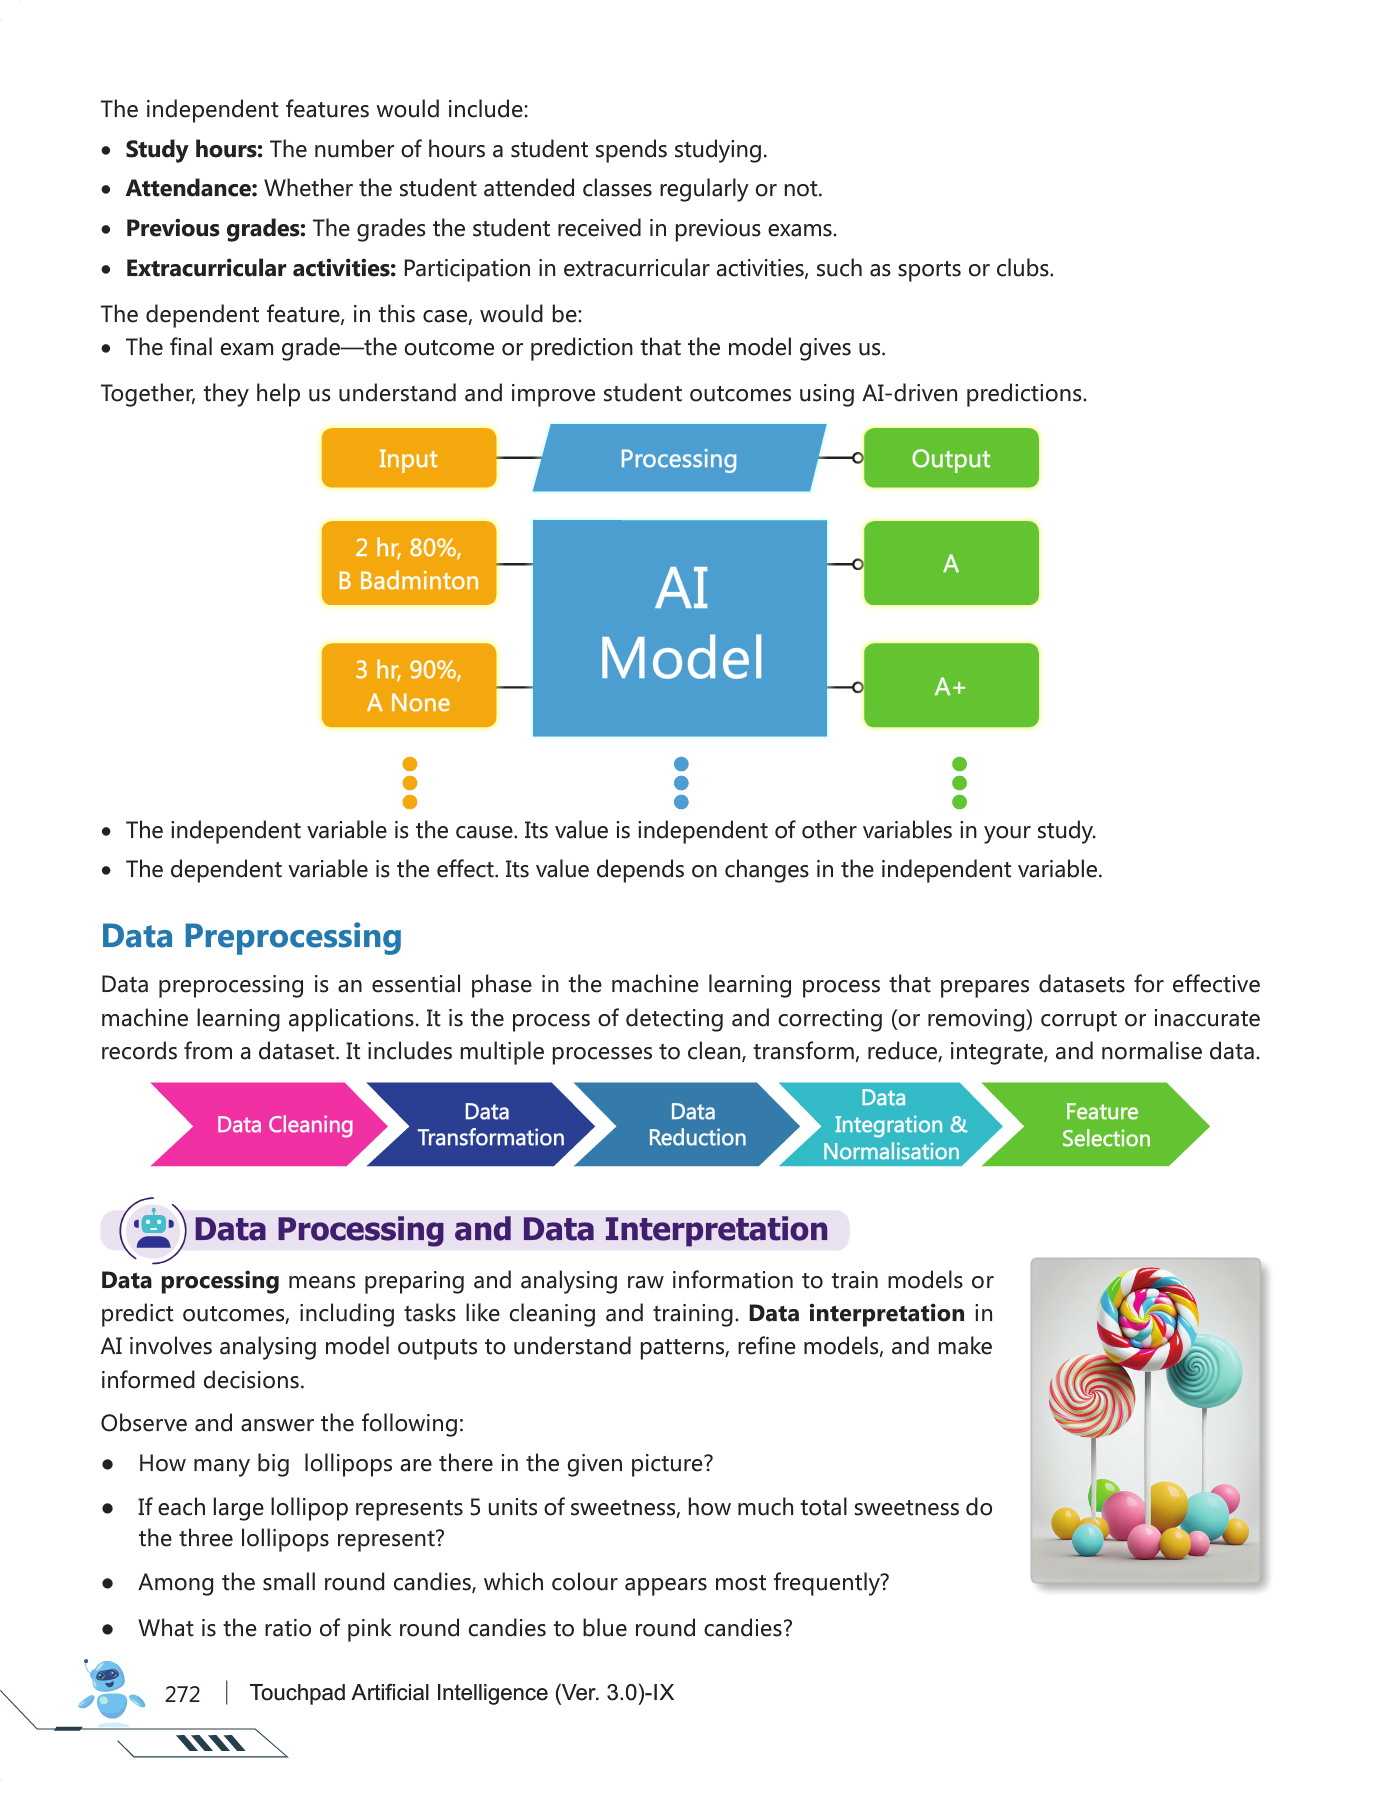 The independent features would include:
• Study hours: The number of hours a student spends studying.
• Attendance: Whether the student attended classes regularly or not.
• Previous grades: The grades the student received in previous exams.
• Extracurricular activities: Participation in extracurricular activities, such as sports or clubs.
The dependent feature, in this case, would be:
• The final exam grade—the outcome or prediction that the model gives us.
Together, they help us understand and improve student outcomes using AI-driven predictions.
Input
Processing
Output
2 hr, 80%,
B Badminton
AI
Model
A
3 hr, 90%,
A None
A+
• The independent variable is the cause. Its value is independent of other variables in your study.
• The dependent variable is the effect. Its value depends on changes in the independent variable.
Data Preprocessing
Data preprocessing is an essential phase in the machine learning process that prepares datasets for effective
machine learning applications. It is the process of detecting and correcting (or removing) corrupt or inaccurate
records from a dataset. It includes multiple processes to clean, transform, reduce, integrate, and normalise data.
Data Cleaning
Data
Transformation
Data
Reduction
Data
Integration &
Normalisation
Feature
Selection
Data Processing and Data Interpretation
Data processing means preparing and analysing raw information to train models or
predict outcomes, including tasks like cleaning and training. Data interpretation in
AI involves analysing model outputs to understand patterns, refine models, and make
informed decisions.
Observe and answer the following:
● How many big lollipops are there in the given picture?
● If each large lollipop represents 5 units of sweetness, how much total sweetness do
the three lollipops represent?
● Among the small round candies, which colour appears most frequently?
● What is the ratio of pink round candies to blue round candies?
272 | Touchpad Artificial Intelligence (Ver. 3.0)-IX